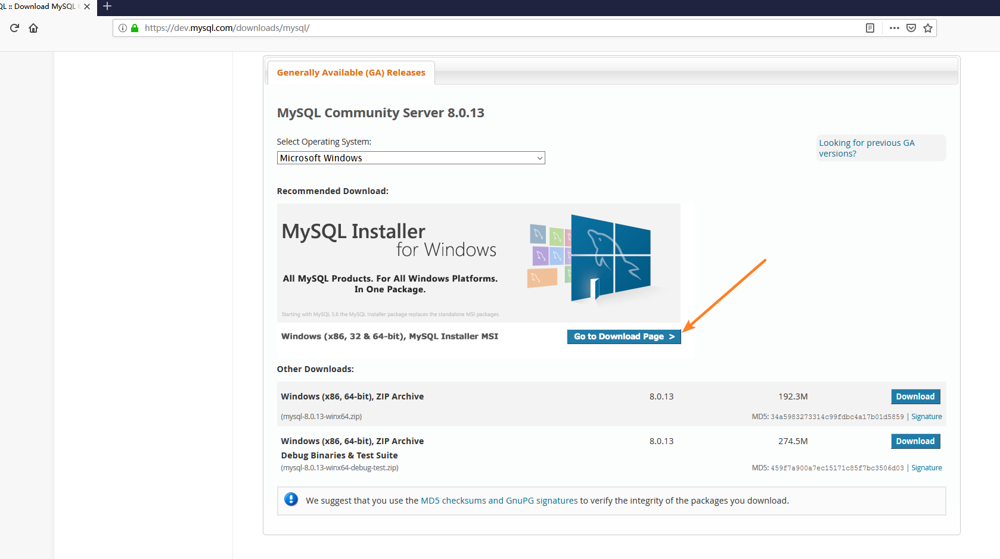 QL :: Download MySQL C
https://dev.mysql.com/downloads/mysql/
Generally Available (GA) Releases
MySQL Community Server 8.0.13
Select Operating System:
Microsoft Windows
Looking for previous GA
versions?
Recommended Download:
MySQL Installer
for Windows
All MySQL Products. For All Windows Platforms.
In One Package.
Starting with MySQL 5.6 the MySQL Installer package replaces the standalone MSI packages.
Windows (x86, 32 & 64-bit), MySQL Installer MSI
Go to Download Page >
Other Downloads:
Windows (x86, 64-bit), ZIP Archive 8.0.13 192.3M Download
(mysql-8.0.13-winx64.zip) MD5: 34a5983273314c99fdbc4a17b01d5859 | Signature
Windows (x86, 64-bit), ZIP Archive 8.0.13 274.5M Download
Debug Binaries & Test Suite
(mysql-8.0.13-winx64-debug-test.zip) MD5: 459f7a900a7ec15171c85f7bc3506d03 | Signature
We suggest that you use the MD5 checksums and GnuPG signatures to verify the integrity of the packages you download.